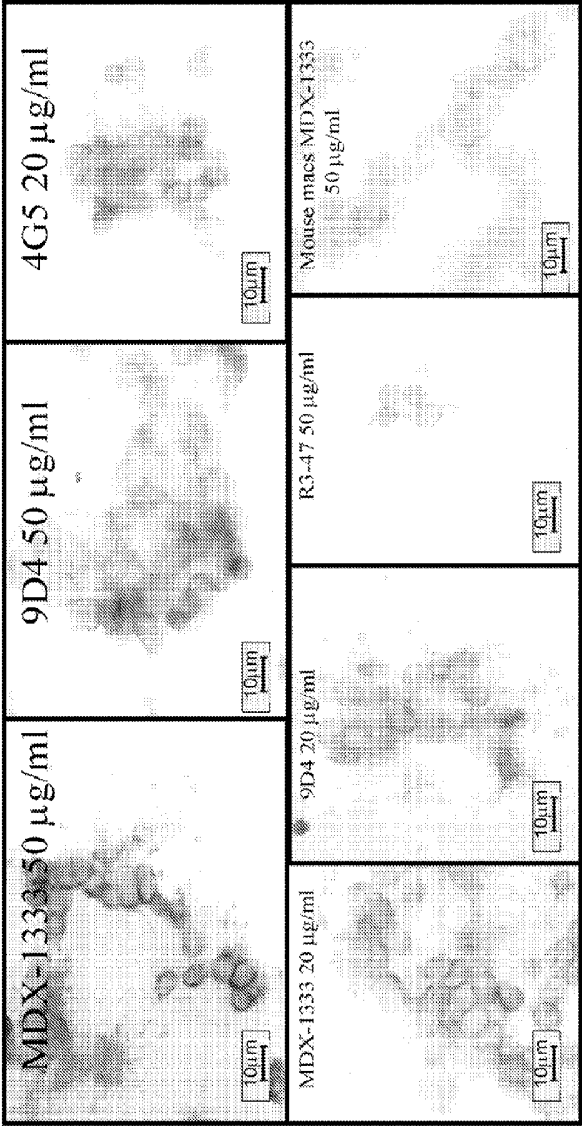 MDX-1333 50 µg/ml
10µm
9D4 50 µg/ml
10µm
4G5 20 µg/ml
10µm
MDX-1333 20 µg/ml
10µm
9D4 20 µg/ml
10µm
R3-47 50 µg/ml
10µm
Mouse macs MDX-1333
50 µg/ml
10µm